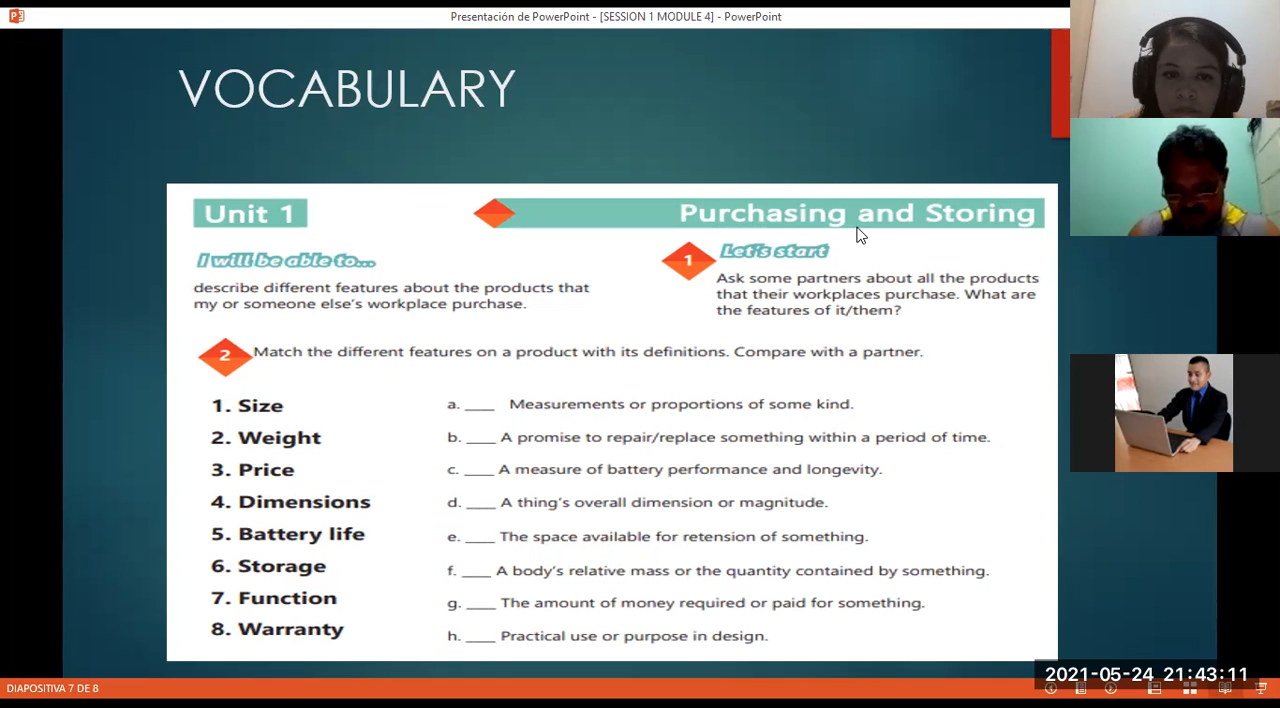 Presentación de PowerPoint - [SESSION 1 MODULE 4] - PowerPoint
VOCABULARY
Unit 1
Purchasing and Storing
I will be able to...
describe different features about the products that
my or someone else's workplace purchase.
1
Let's start
Ask some partners about all the products
that their workplaces purchase. What are
the features of it/them?
2
Match the different features on a product with its definitions. Compare with a partner.
1. Size
2. Weight
3. Price
4. Dimensions
5. Battery life
6. Storage
7. Function
8. Warranty
a. ____ Measurements or proportions of some kind.
b. ____ A promise to repair/replace something within a period of time.
c. ____ A measure of battery performance and longevity.
d. ____ A thing's overall dimension or magnitude.
e. ____ The space available for retension of something.
f. ____ A body's relative mass or the quantity contained by something.
g. ____ The amount of money required or paid for something.
h. ____ Practical use or purpose in design.
2021-05-24 21:43:11
DIAPOSITIVA 7 DE 8